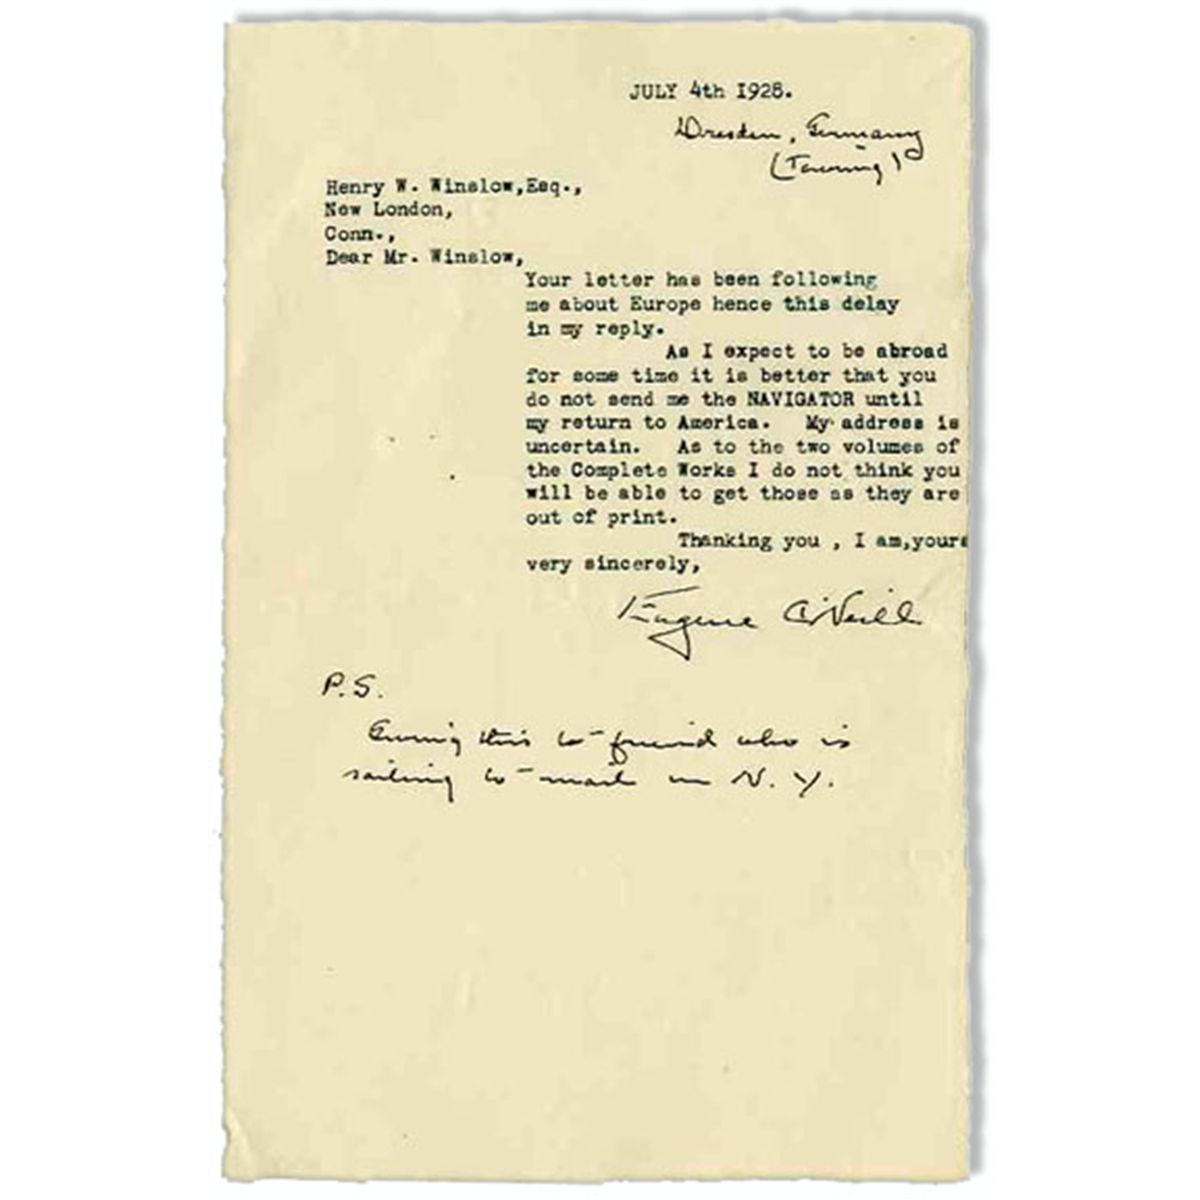 JULY 4th 1928.
Dresden, Germany
(Touring)
Henry W. Winslow,Esq.,
New London,
Conn.,
Dear Mr. Winslow,
Your letter has been following
me about Europe hence this delay
in my reply.
As I expect to be abroad
for some time it is better that you
do not send me the NAVIGATOR until
my return to America. My address is
uncertain. As to the two volumes of
the Complete Works I do not think you
will be able to get those as they are
out of print.
Thanking you , I am,yours
very sincerely,
Eugene O'Neill
P.S.
Giving this to friend who is
sailing to mail in N.Y.